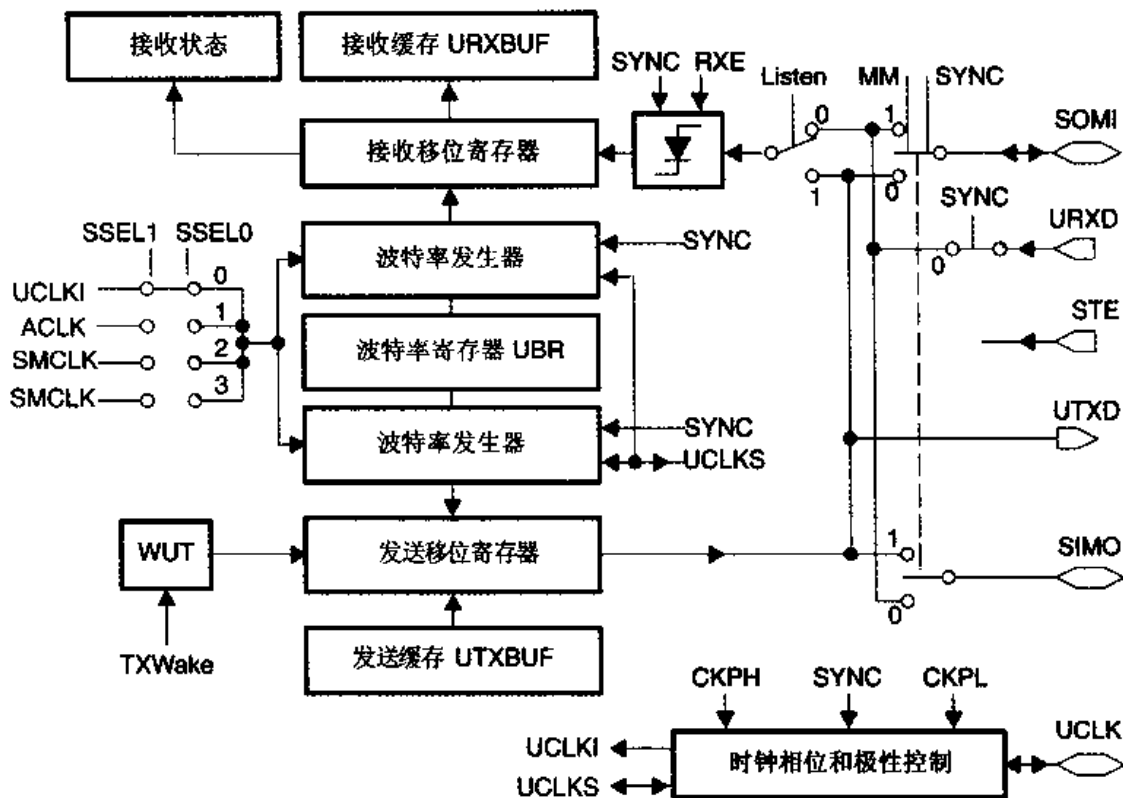 接收状态
接收缓存 URXBUF
SYNC RXE
Listen
MM
SYNC
0
1
SOMI
接收移位寄存器
1
0
SYNC
URXD
SSEL1 SSEL0
波特率发生器
SYNC
0
UCLKI
0
ACLK
1
STE
SMCLK
2
波特率寄存器 UBR
SMCLK
3
波特率发生器
SYNC
UTXD
UCLKS
WUT
发送移位寄存器
1
SIMO
0
TXWake
发送缓存 UTXBUF
CKPH
SYNC
CKPL
UCLK
UCLKI
时钟相位和极性控制
UCLKS